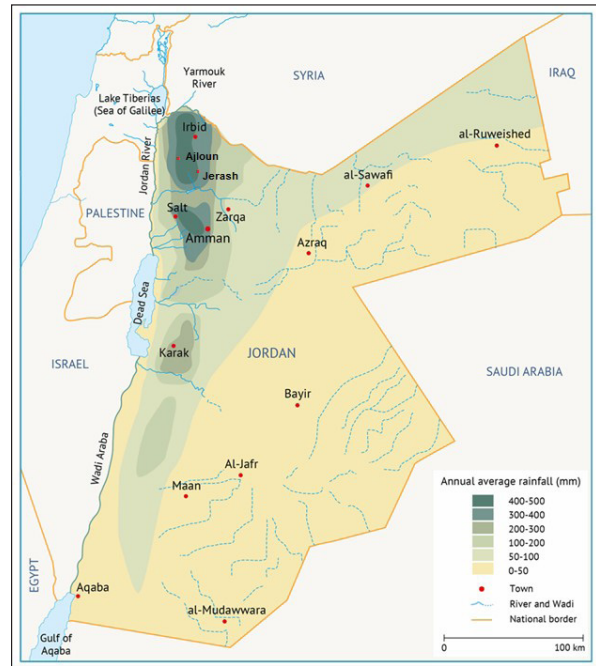 Yarmouk
River
SYRIA
IRAQ
Lake Tiberias
(Sea of Galilee)
Irbid
al-Ruweished
Ajloun
Jerash
al-Sawafi
Jordan River
PALESTINE
Salt
Zarqa
Amman
Azraq
Dead Sea
Karak
JORDAN
ISRAEL
SAUDI ARABIA
Bayir
Wadi Araba
Al-Jafr
Maan
EGYPT
Aqaba
al-Mudawwara
Gulf of
Aqaba
Annual average rainfall (mm)
400-500
300-400
200-300
100-200
50-100
0-50
Town
River and Wadi
National border
0 100 km